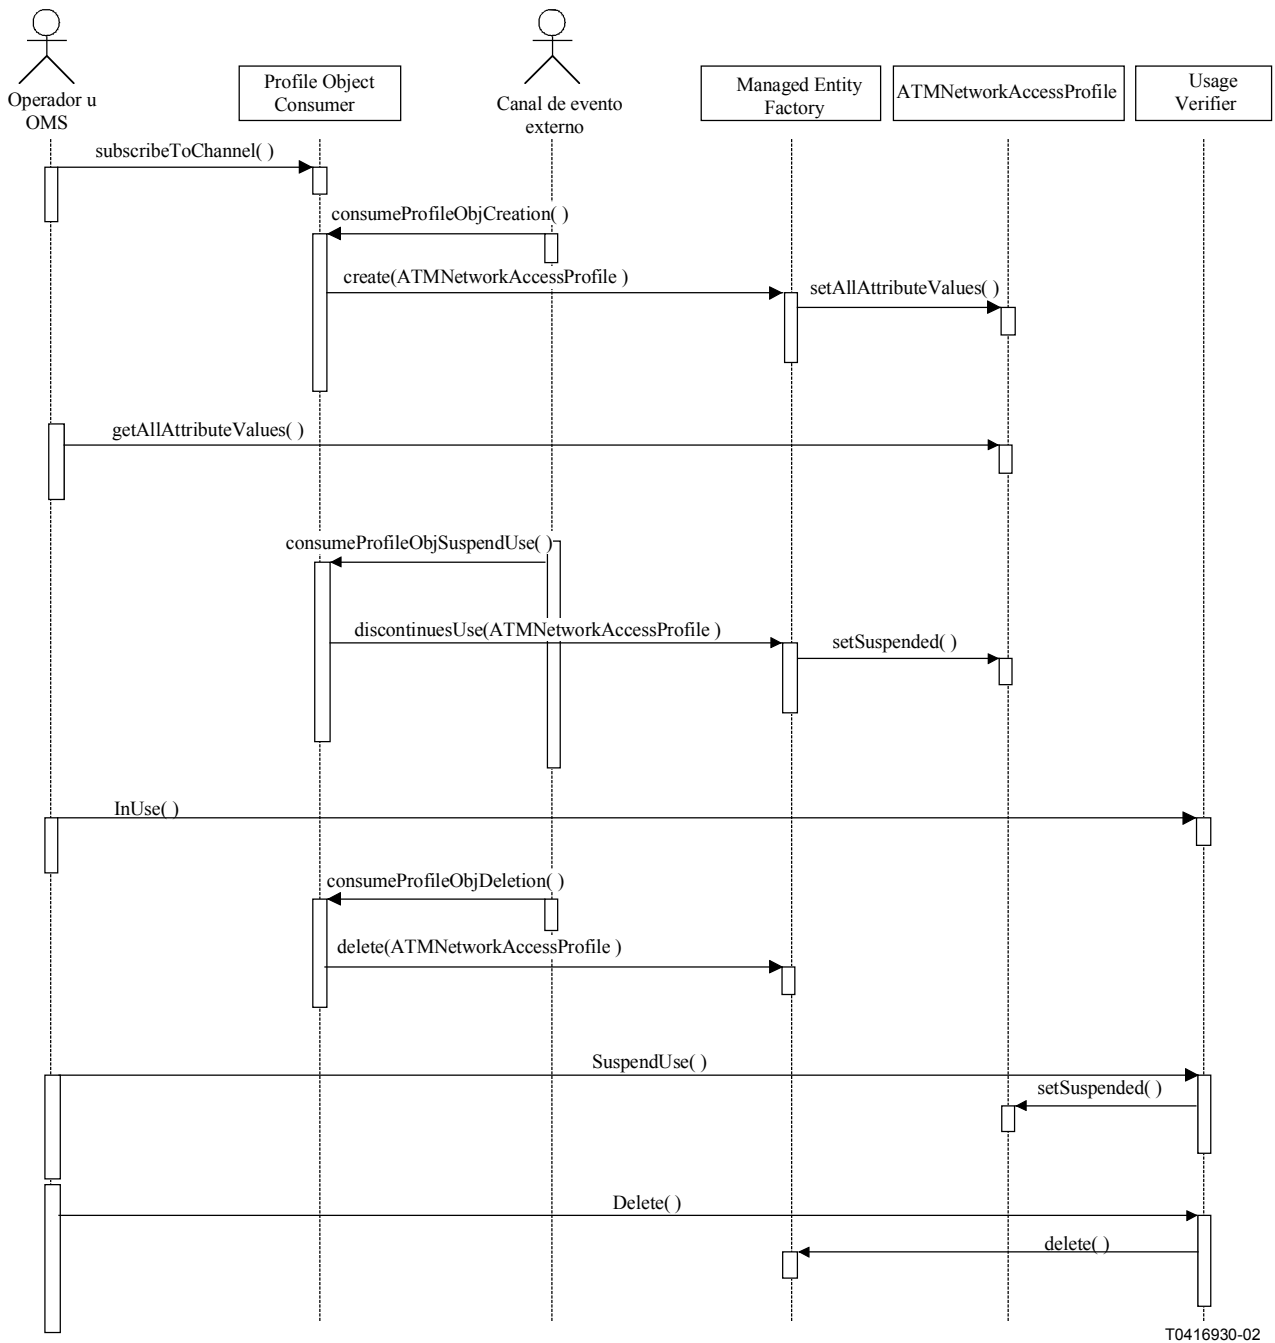 Operador u
OMS
Profile Object
Consumer
Canal de evento
externo
Managed Entity
Factory
ATMNetworkAccessProfile
Usage
Verifier
subscribeToChannel( )
consumeProfileObjCreation( )
create(ATMNetworkAccessProfile )
setAllAttributeValues( )
getAllAttributeValues( )
consumeProfileObjSuspendUse( )
discontinuesUse(ATMNetworkAccessProfile )
setSuspended( )
InUse( )
consumeProfileObjDeletion( )
delete(ATMNetworkAccessProfile )
SuspendUse( )
setSuspended( )
Delete( )
delete( )
T0416930-02